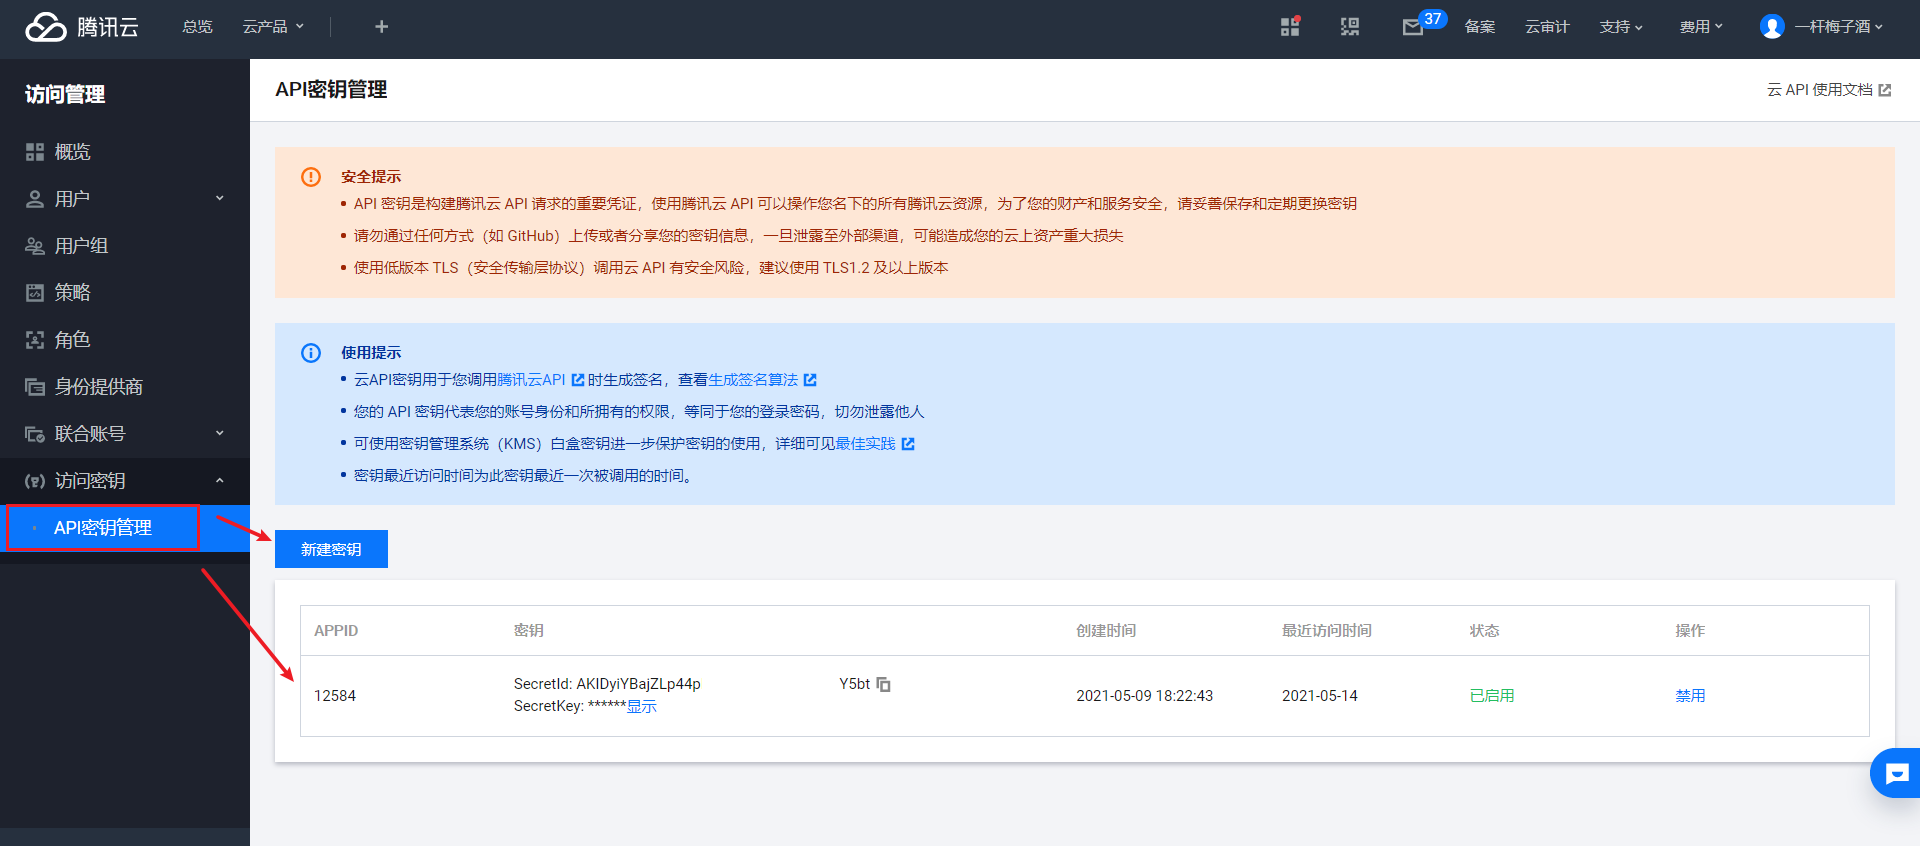 腾讯云
总览
云产品
37
备案
云审计
支持
费用
一杆梅子酒
访问管理
概览
用户
用户组
策略
角色
身份提供商
联合账号
访问密钥
API密钥管理
API密钥管理
云 API 使用文档
安全提示
API 密钥是构建腾讯云 API 请求的重要凭证，使用腾讯云 API 可以操作您名下的所有腾讯云资源，为了您的财产和服务安全，请妥善保存和定期更换密钥
请勿通过任何方式（如 GitHub）上传或者分享您的密钥信息，一旦泄露至外部渠道，可能造成您的云上资产重大损失
使用低版本 TLS（安全传输层协议）调用云 API 有安全风险，建议使用 TLS1.2 及以上版本
使用提示
云API密钥用于您调用腾讯云API 时生成签名，查看生成签名算法
您的 API 密钥代表您的账号身份和所拥有的权限，等同于您的登录密码，切勿泄露他人
可使用密钥管理系统（KMS）白盒密钥进一步保护密钥的使用，详细可见最佳实践
密钥最近访问时间为此密钥最近一次被调用的时间。
新建密钥
APPID 密钥 创建时间 最近访问时间 状态 操作
12584
SecretId: AKIDyiYBajZLp44p Y5bt
SecretKey: ******显示
2021-05-09 18:22:43
2021-05-14
已启用
禁用